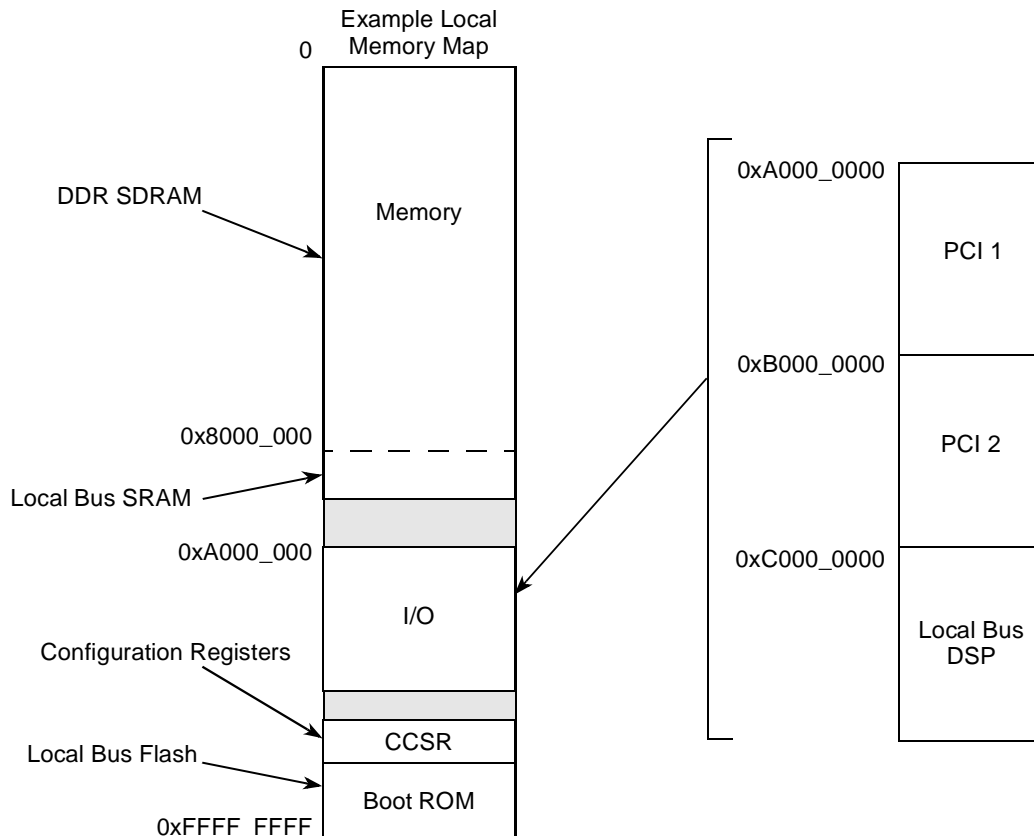 Example Local
Memory Map
0
DDR SDRAM
Memory
0x8000_000
Local Bus SRAM
0xA000_000
I/O
Configuration Registers
CCSR
Local Bus Flash
Boot ROM
0xFFFF_FFFF
0xA000_0000
PCI 1
0xB000_0000
PCI 2
0xC000_0000
Local Bus
DSP